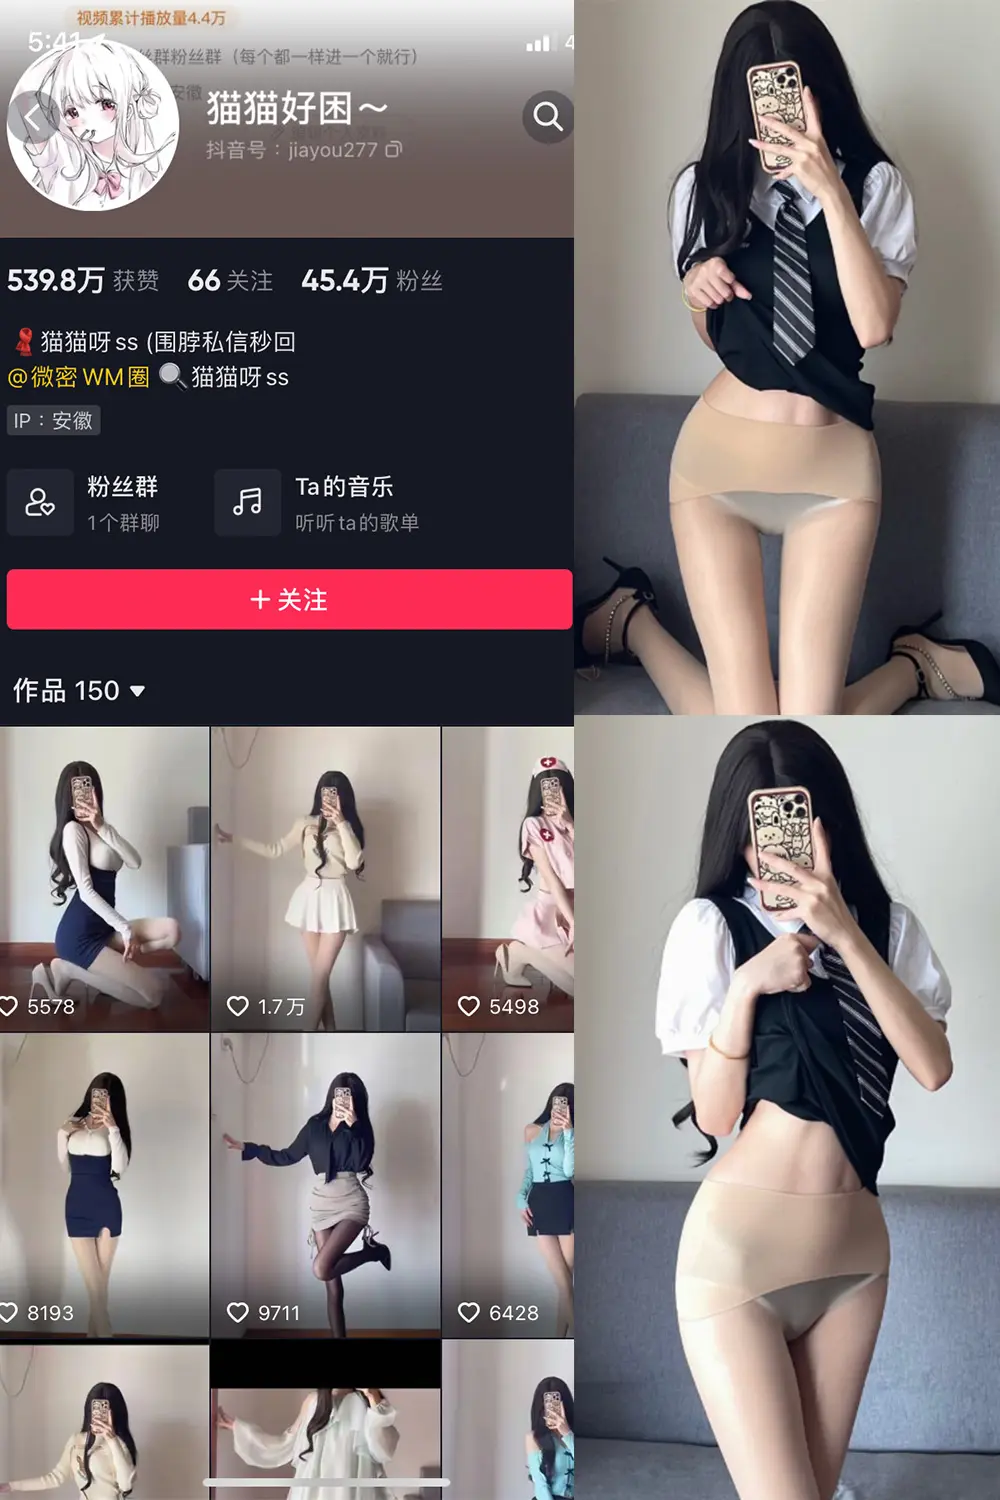 视频累计播放量4.4万
5:41
4
丝群粉丝群（每个都一样进一个就行）
安徽
猫猫好困～
抖音号：jiayou277
539.8万 获赞 66 关注 45.4万 粉丝
猫猫呀ss (围脖私信秒回
@微密WM圈 🔍猫猫呀ss
IP：安徽
粉丝群
1个群聊
Ta的音乐
听听ta的歌单
+ 关注
作品 150
5578
1.7万
5498
8193
9711
6428